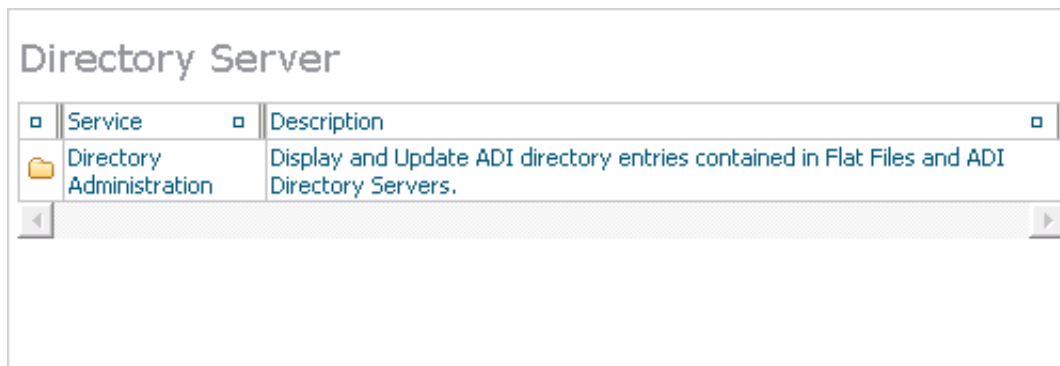 Directory Server
Service Description
Directory Display and Update ADI directory entries contained in Flat Files and ADI
Administration Directory Servers.